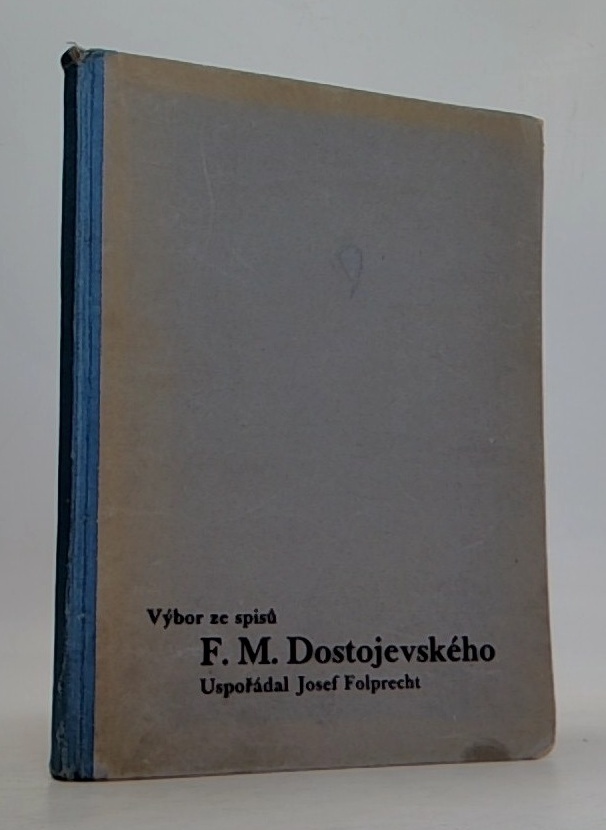 Výbor ze spisů
F. M. Dostojevského
Uspořádal Josef Folprecht